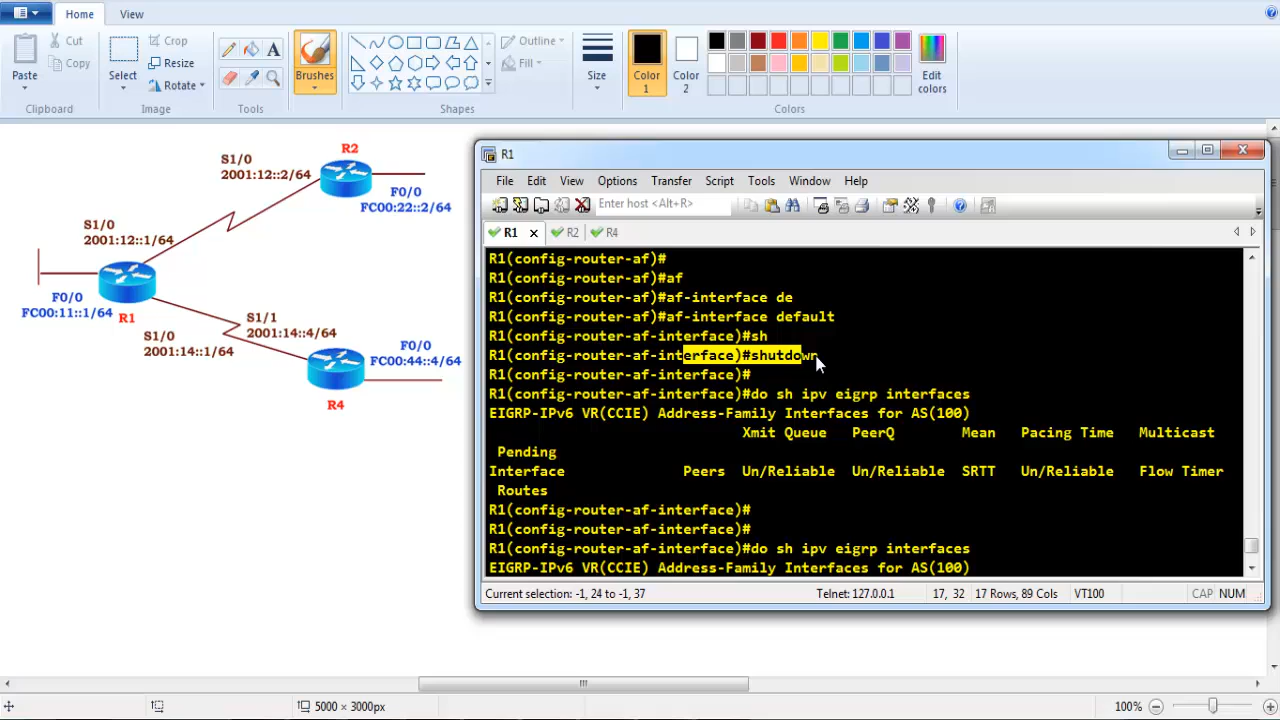 Home
View
Paste
Cut
Copy
Clipboard
Select
Crop
Resize
Rotate
Image
Tools
Brushes
Outline
Fill
Shapes
Size
Color
1
Color
2
Edit
colors
Colors
R2
S1/0
2001:12::2/64
F0/0
FC00:22::2/64
S1/0
2001:12::1/64
F0/0
FC00:11::1/64
R1
S1/1
2001:14::4/64
S1/0
2001:14::1/64
F0/0
FC00:44::4/64
R4
R1
File Edit View Options Transfer Script Tools Window Help
Enter host <Alt+R>
R1 x R2 R4
R1(config-router-af)#
R1(config-router-af)#af
R1(config-router-af)#af-interface de
R1(config-router-af)#af-interface default
R1(config-router-af-interface)#sh
R1(config-router-af-interface)#shutdown
R1(config-router-af-interface)#
R1(config-router-af-interface)#do sh ipv eigrp interfaces
EIGRP-IPv6 VR(CCIE) Address-Family Interfaces for AS(100)
Xmit Queue PeerQ Mean Pacing Time Multicast
Pending
Interface Peers Un/Reliable Un/Reliable SRTT Un/Reliable Flow Timer
Routes
R1(config-router-af-interface)#
R1(config-router-af-interface)#
R1(config-router-af-interface)#do sh ipv eigrp interfaces
EIGRP-IPv6 VR(CCIE) Address-Family Interfaces for AS(100)
Current selection: -1, 24 to -1, 37 Telnet: 127.0.0.1 17, 32 17 Rows, 89 Cols VT100 CAP NUM
5000 × 3000px
100%